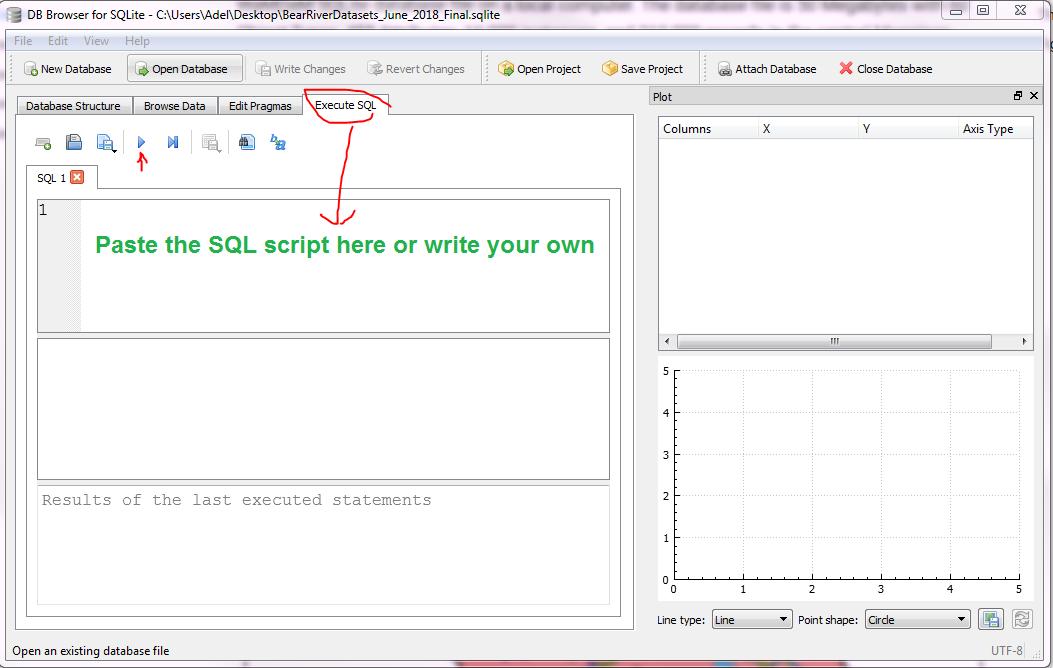 DB Browser for SQLite - C:\Users\Adel\Desktop\BearRiverDatasets_June_2018_Final.sqlite
File Edit View Help
New Database Open Database Write Changes Revert Changes Open Project Save Project Attach Database Close Database
Database Structure Browse Data Edit Pragmas Execute SQL
SQL 1
1
Paste the SQL script here or write your own
Results of the last executed statements
Plot
Columns X Y Axis Type
5
4
3
2
1
0
0 1 2 3 4 5
Line type: Line Point shape: Circle
Open an existing database file UTF-8